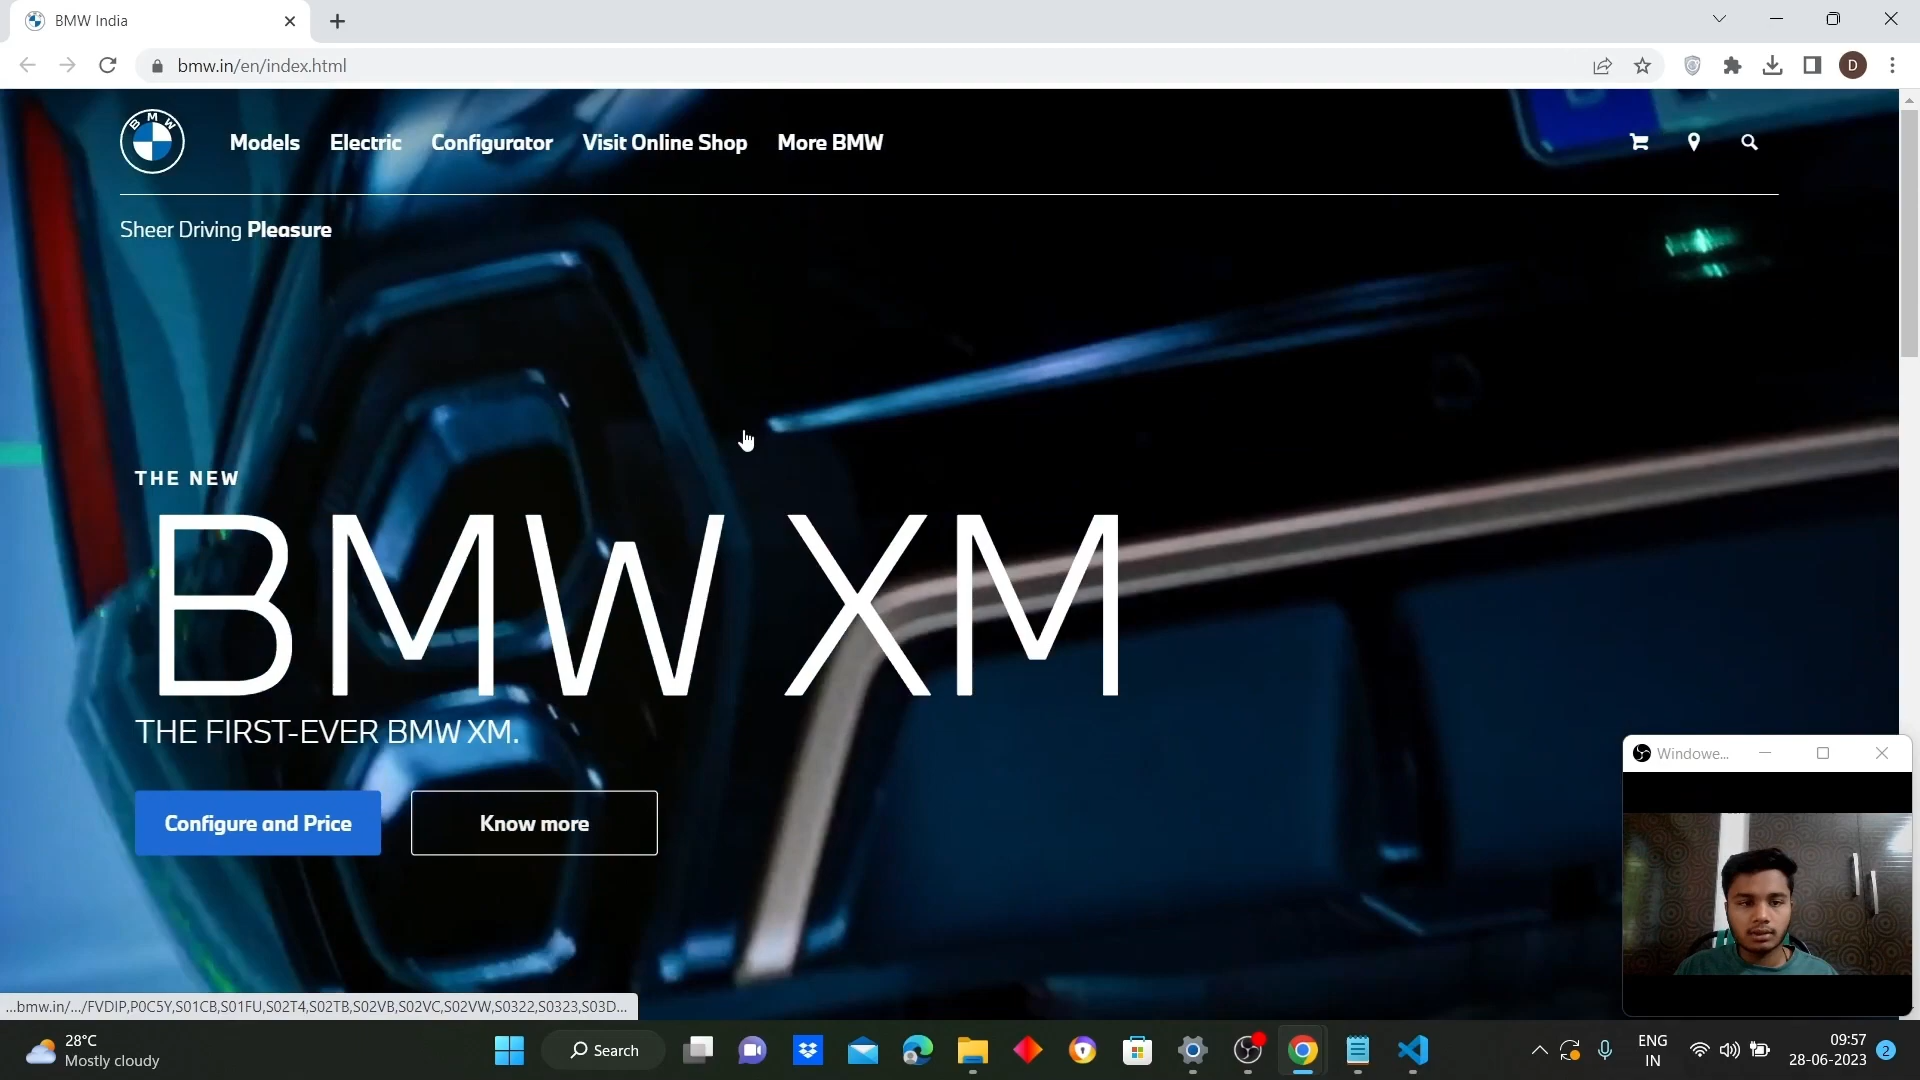 BMW India
bmw.in/en/index.html
D
BMW
Models
Electric
Configurator
Visit Online Shop
More BMW
Sheer Driving Pleasure
THE NEW
BMW XM
THE FIRST-EVER BMW XM.
Configure and Price
Know more
Windowe...
...bmw.in/.../FVDIP,P0C5Y,S01CB,S01FU,S02T4,S02TB,S02VB,S02VC,S02VW,S0322,S0323,S03D...
28°C
Mostly cloudy
Search
ENG
IN
09:57
28-06-2023
2